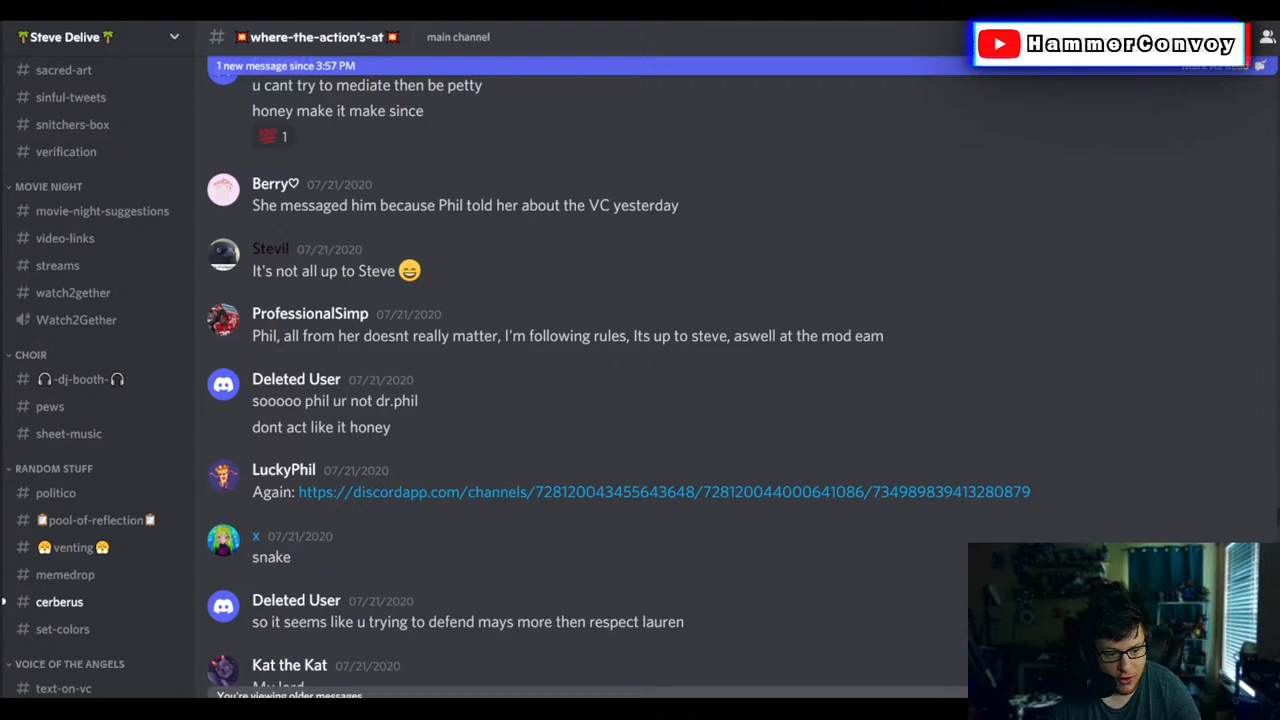 🌴Steve Delive🌴
sacred-art
sinful-tweets
snitchers-box
verification
MOVIE NIGHT
movie-night-suggestions
video-links
streams
watch2gether
Watch2Gether
CHOIR
🎧-dj-booth-🎧
pews
sheet-music
RANDOM STUFF
politico
📋pool-of-reflection📋
😤venting😤
memedrop
cerberus
set-colors
VOICE OF THE ANGELS
text-on-vc
# 💥where-the-action's-at💥 main channel
HammerConvoy
1 new message since 3:57 PM
u cant try to mediate then be petty
honey make it make since
💯 1
Berry♡ 07/21/2020
She messaged him because Phil told her about the VC yesterday
Stevil 07/21/2020
It's not all up to Steve 😄
ProfessionalSimp 07/21/2020
Phil, all from her doesnt really matter, I'm following rules, Its up to steve, aswell at the mod eam
Deleted User 07/21/2020
sooooo phil ur not dr.phil
dont act like it honey
LuckyPhil 07/21/2020
Again: https://discordapp.com/channels/728120043455643648/728120044000641086/734989839413280879
x 07/21/2020
snake
Deleted User 07/21/2020
so it seems like u trying to defend mays more then respect lauren
Kat the Kat 07/21/2020
My lord
You're viewing older messages